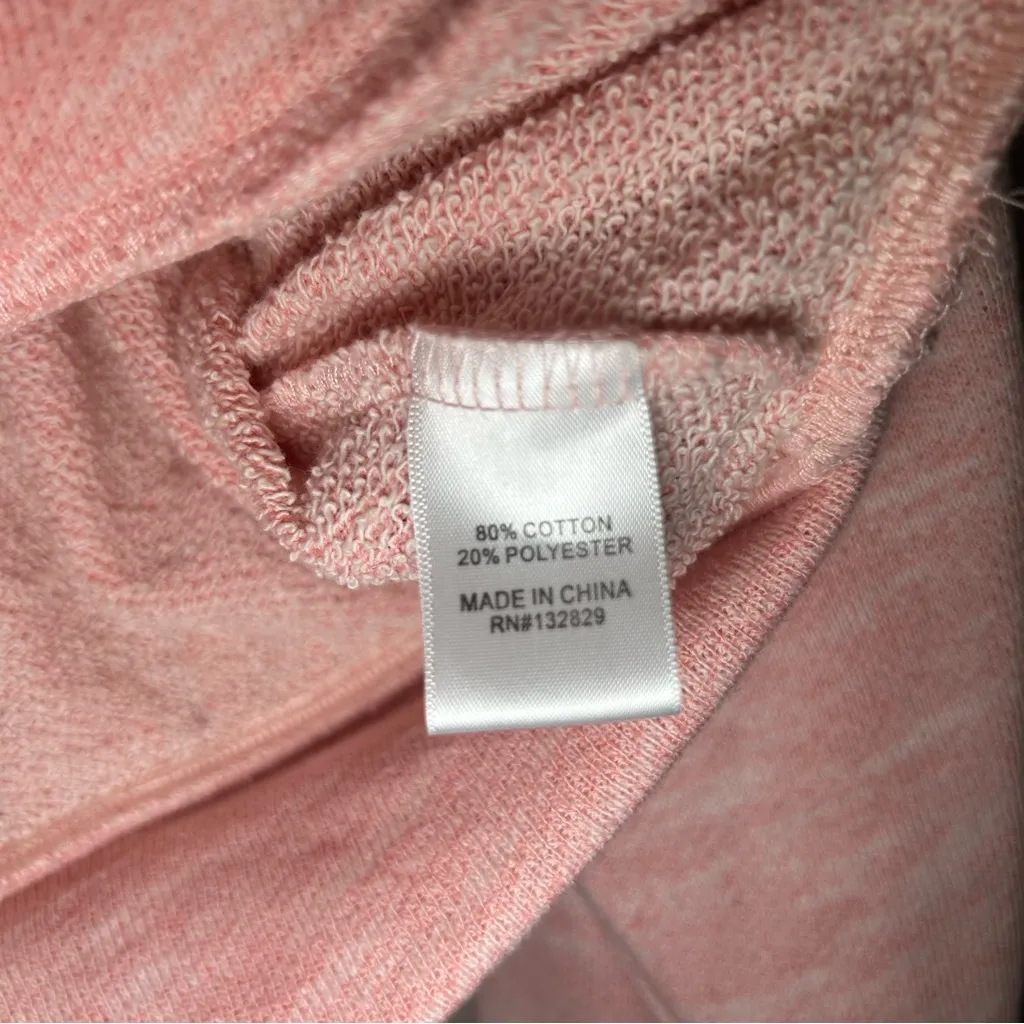 80% COTTON
20% POLYESTER
MADE IN CHINA
RN#132829